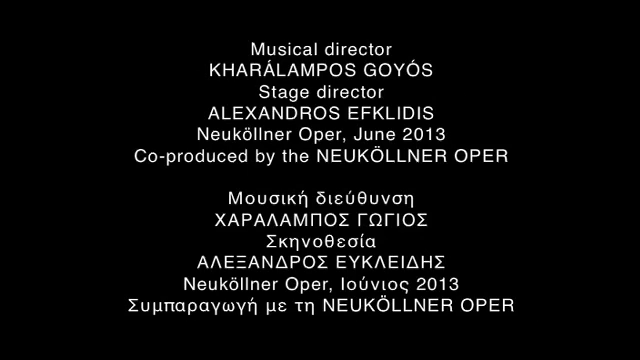 Musical director
KHARÁLAMPOS GOYÓS
Stage director
ALEXANDROS EFKLIDIS
Neuköllner Oper, June 2013
Co-produced by the NEUKÖLLNER OPER
Μουσική διεύθυνση
ΧΑΡΑΛΑΜΠΟΣ ΓΩΓΙΟΣ
Σκηνοθεσία
ΑΛΕΞΑΝΔΡΟΣ ΕΥΚΛΕΙΔΗΣ
Neuköllner Oper, Ιούνιος 2013
Συμπαραγωγή με τη NEUKÖLLNER OPER